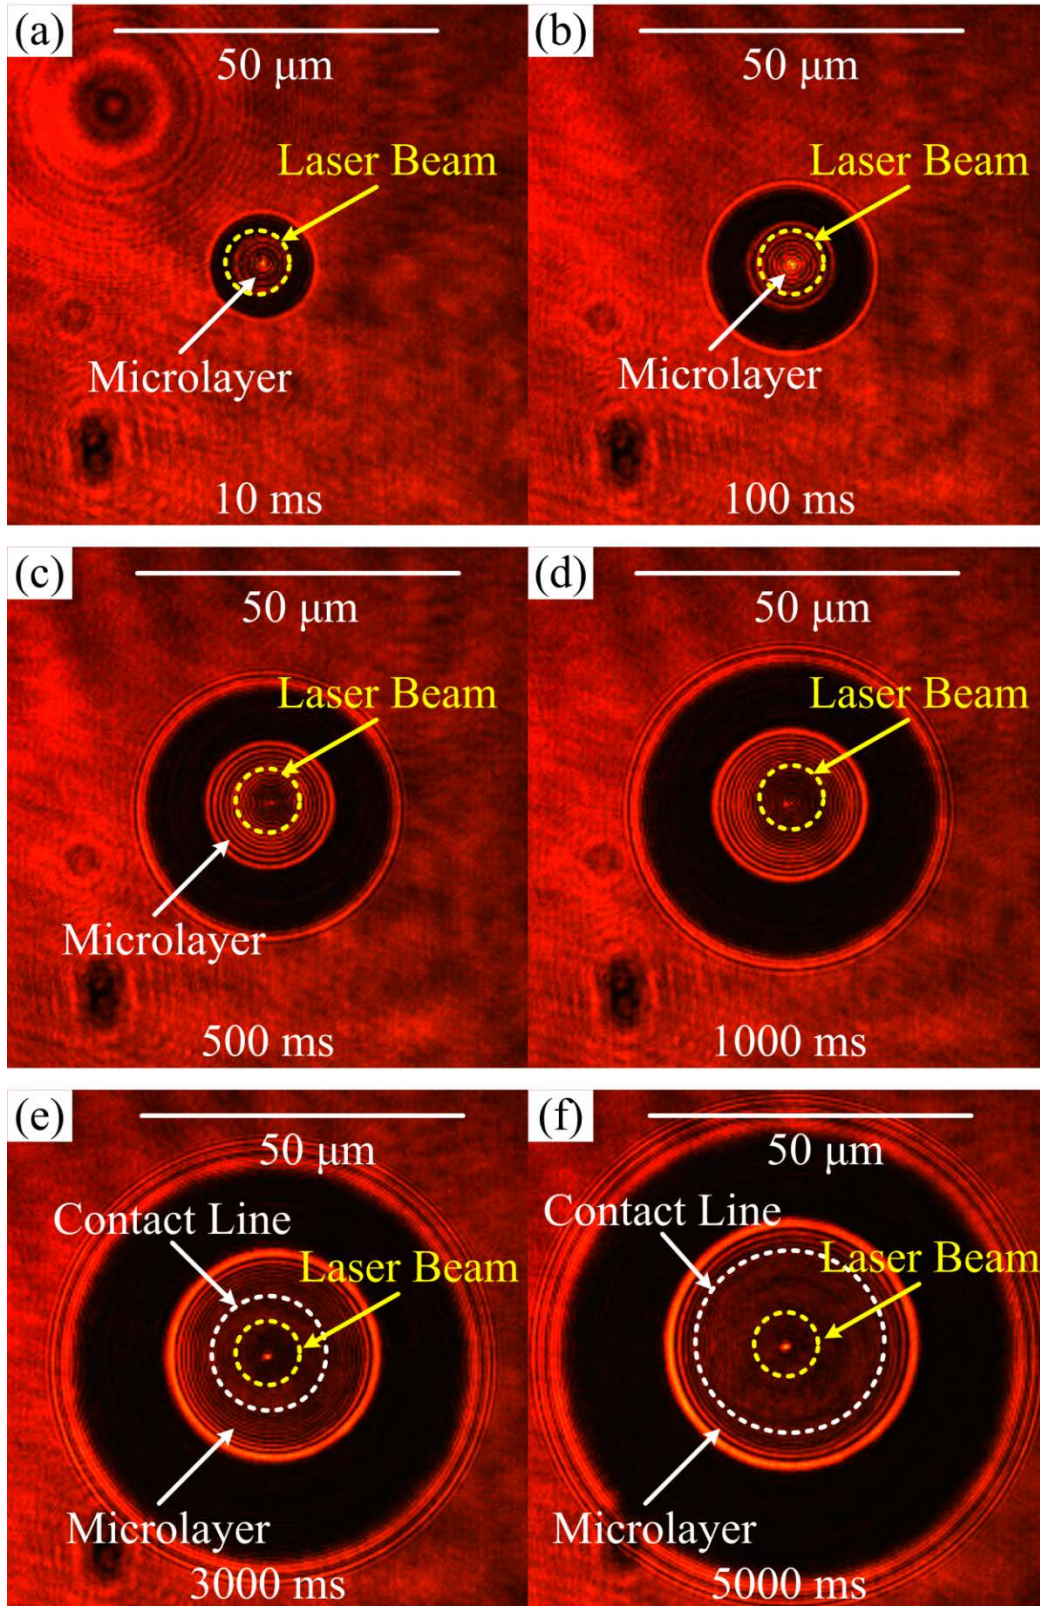 (a)
50 μm
Laser Beam
Microlayer
10 ms
(b)
50 μm
Laser Beam
Microlayer
100 ms
(c)
50 μm
Laser Beam
Microlayer
500 ms
(d)
50 μm
Laser Beam
1000 ms
(e)
50 μm
Contact Line
Laser Beam
Microlayer
3000 ms
(f)
50 μm
Contact Line
Laser Beam
Microlayer
5000 ms